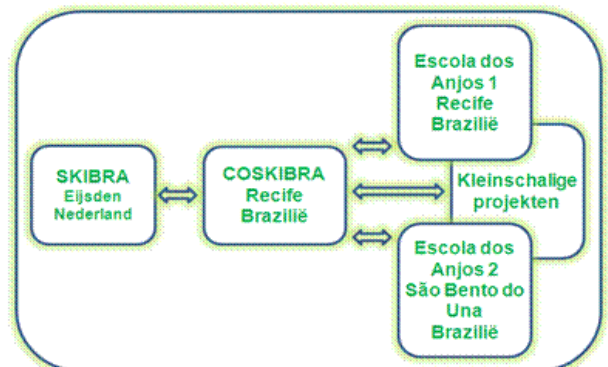 SKIBRA
Eijsden
Nederland
COSKIBRA
Recife
Brazilië
Escola dos
Anjos 1
Recife
Brazilië
Kleinschalige
projekten
Escola dos
Anjos 2
São Bento do
Una
Brazilië